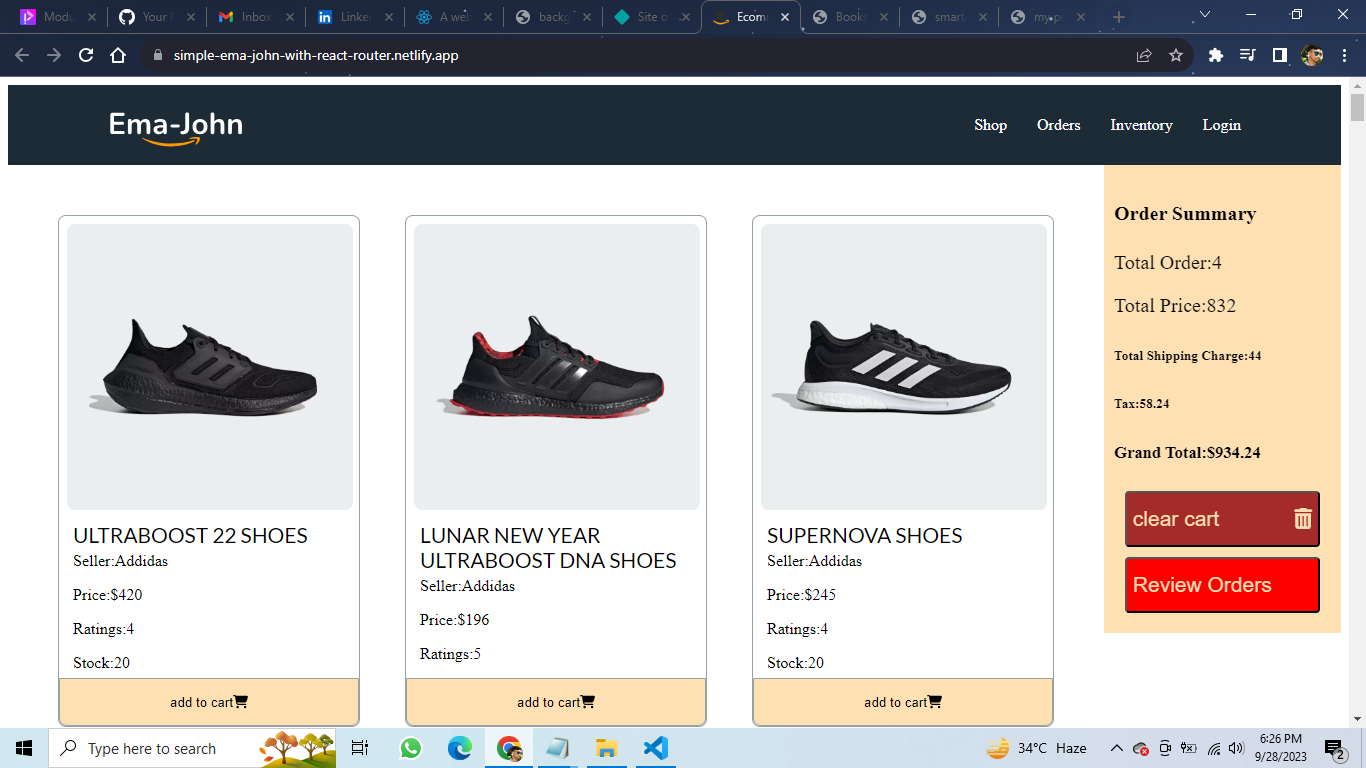 Modu
Your
Inbox
Linke
A web
backg
Site o
Ecom
Books
smart
my.p
simple-ema-john-with-react-router.netlify.app
Ema-John
Shop Orders Inventory Login
Order Summary
Total Order:4
Total Price:832
Total Shipping Charge:44
Tax:58.24
Grand Total:$934.24
clear cart
Review Orders
ULTRABOOST 22 SHOES
Seller:Addidas
Price:$420
Ratings:4
Stock:20
add to cart
LUNAR NEW YEAR
ULTRABOOST DNA SHOES
Seller:Addidas
Price:$196
Ratings:5
add to cart
SUPERNOVA SHOES
Seller:Addidas
Price:$245
Ratings:4
Stock:20
add to cart
Type here to search
34°C Haze
6:26 PM
9/28/2023
2